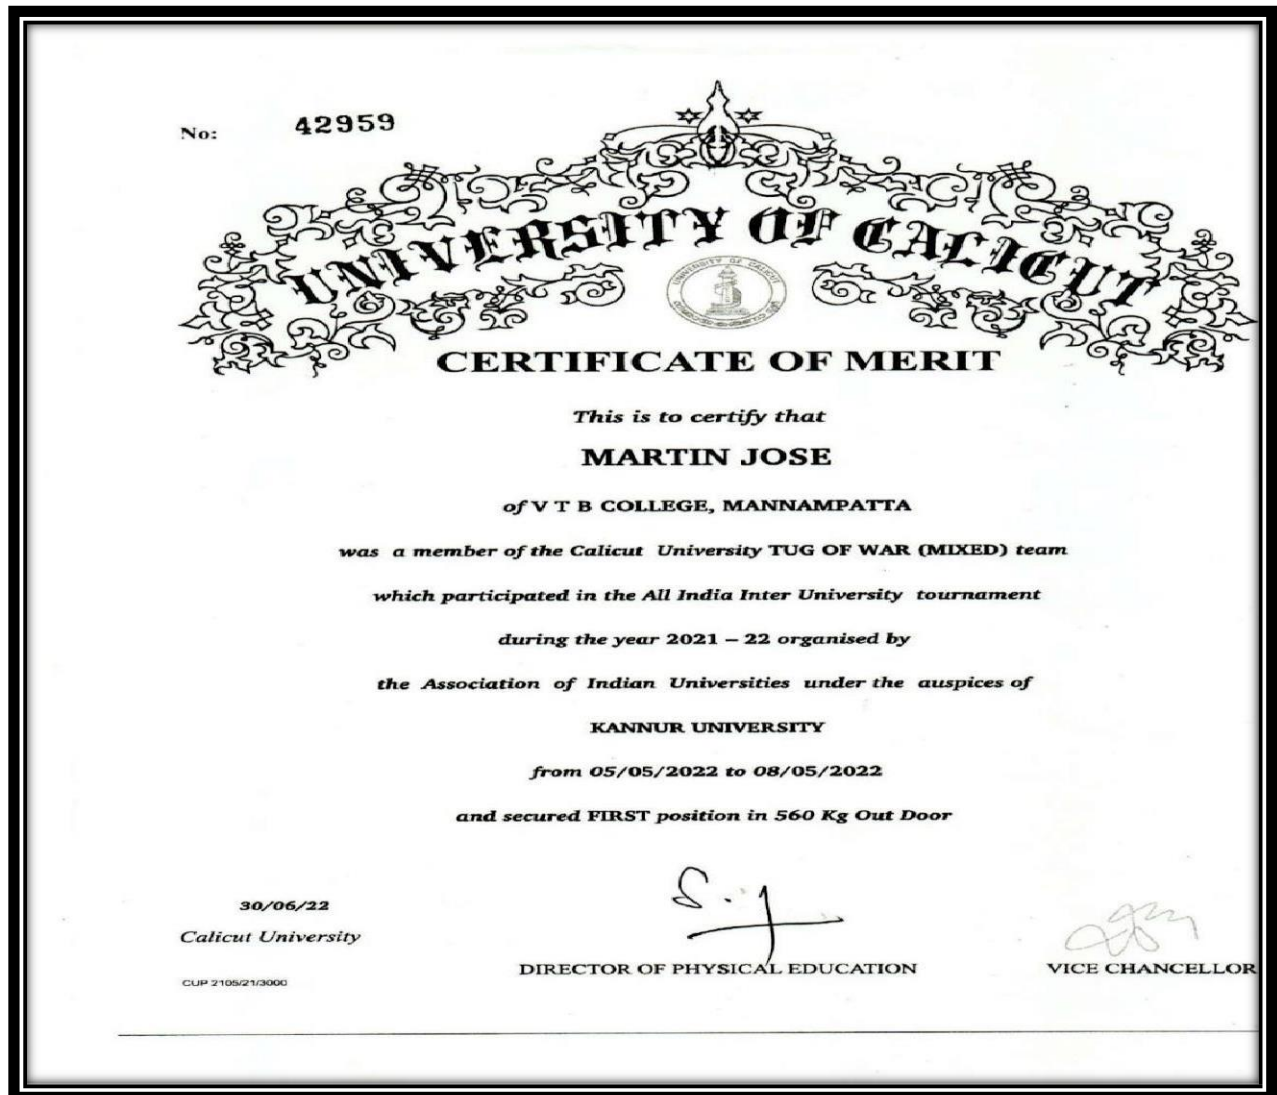 No: 42959
UNIVERSITY OF CALICUT
UNIVERSITY OF CALICUT
CERTIFICATE OF MERIT
This is to certify that
MARTIN JOSE
of V T B COLLEGE, MANNAMPATTA
was a member of the Calicut University TUG OF WAR (MIXED) team
which participated in the All India Inter University tournament
during the year 2021 – 22 organised by
the Association of Indian Universities under the auspices of
KANNUR UNIVERSITY
from 05/05/2022 to 08/05/2022
and secured FIRST position in 560 Kg Out Door
30/06/22
Calicut University
DIRECTOR OF PHYSICAL EDUCATION
VICE CHANCELLOR
CUP 2105/21/3000